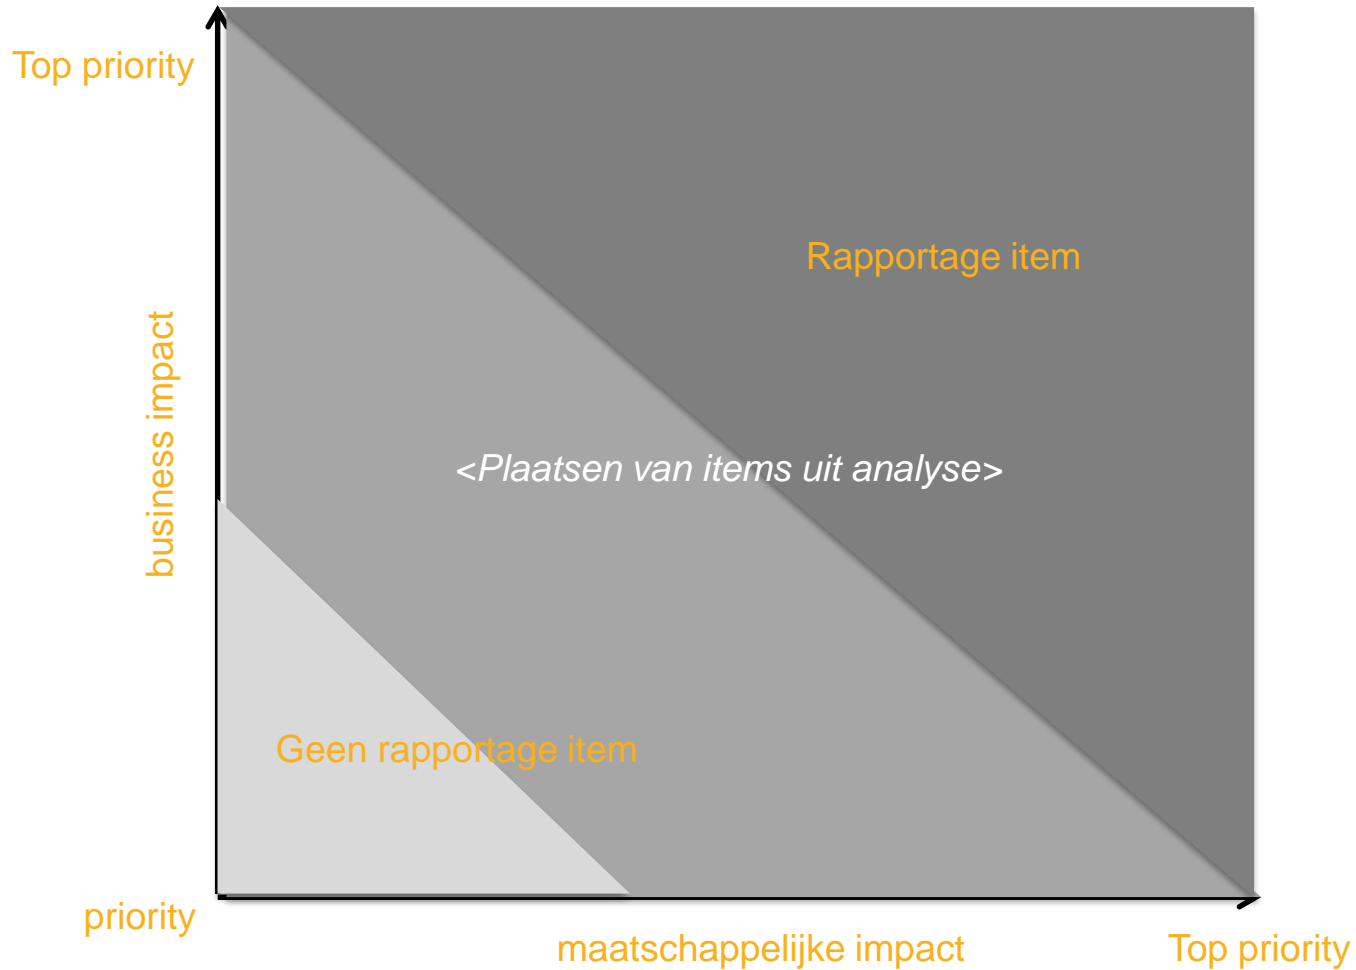 Top priority
Rapportage item
business impact
<Plaatsen van items uit analyse>
Geen rapportage item
priority
maatschappelijke impact
Top priority